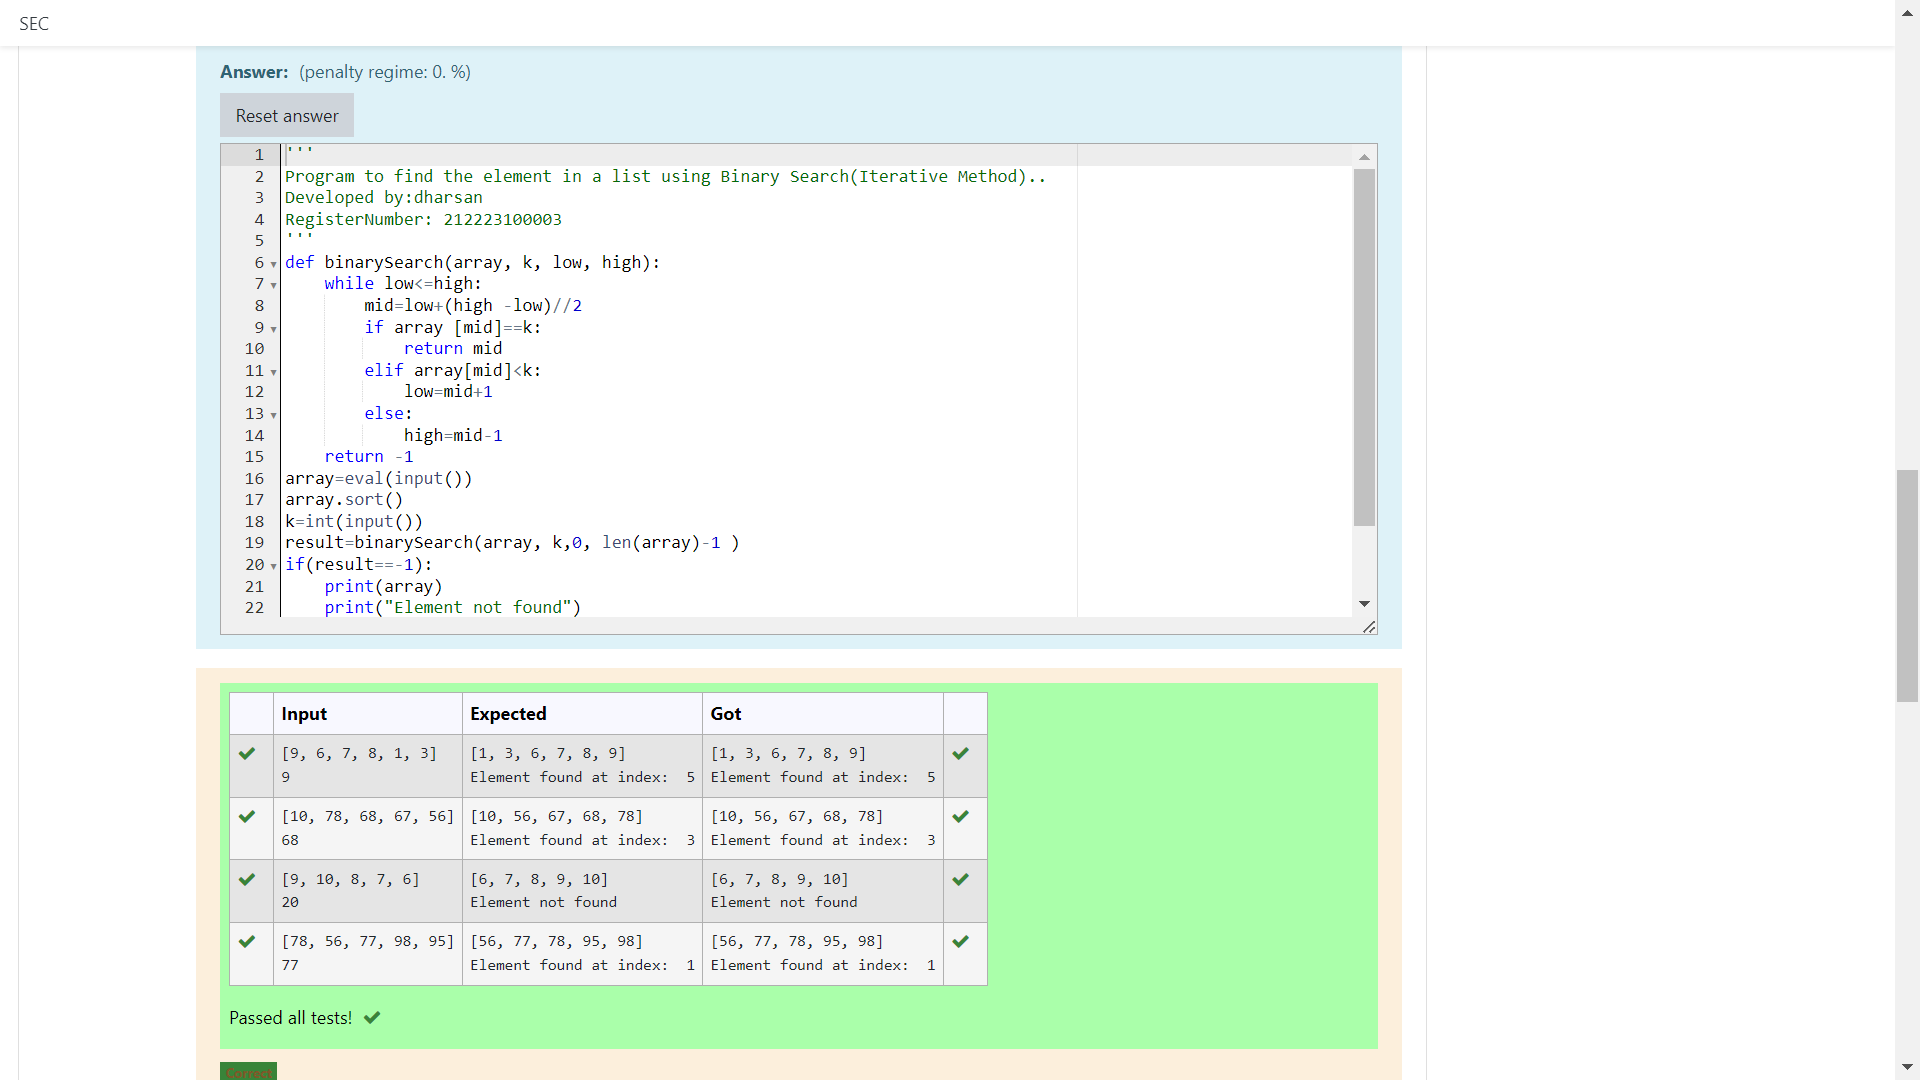 SEC
Answer: (penalty regime: 0. %)
Reset answer
1 '''
2 Program to find the element in a list using Binary Search(Iterative Method)..
3 Developed by:dharsan
4 RegisterNumber: 212223100003
5 '''
6 def binarySearch(array, k, low, high):
7     while low<=high:
8         mid=low+(high -low)//2
9         if array [mid]==k:
10             return mid
11         elif array[mid]<k:
12             low=mid+1
13         else:
14             high=mid-1
15     return -1
16 array=eval(input())
17 array.sort()
18 k=int(input())
19 result=binarySearch(array, k,0, len(array)-1 )
20 if(result==-1):
21     print(array)
22     print("Element not found")
Input Expected Got
[9, 6, 7, 8, 1, 3] [1, 3, 6, 7, 8, 9] [1, 3, 6, 7, 8, 9]
9 Element found at index:  5 Element found at index:  5
[10, 78, 68, 67, 56] [10, 56, 67, 68, 78] [10, 56, 67, 68, 78]
68 Element found at index:  3 Element found at index:  3
[9, 10, 8, 7, 6] [6, 7, 8, 9, 10] [6, 7, 8, 9, 10]
20 Element not found Element not found
[78, 56, 77, 98, 95] [56, 77, 78, 95, 98] [56, 77, 78, 95, 98]
77 Element found at index:  1 Element found at index:  1
Passed all tests!
Correct